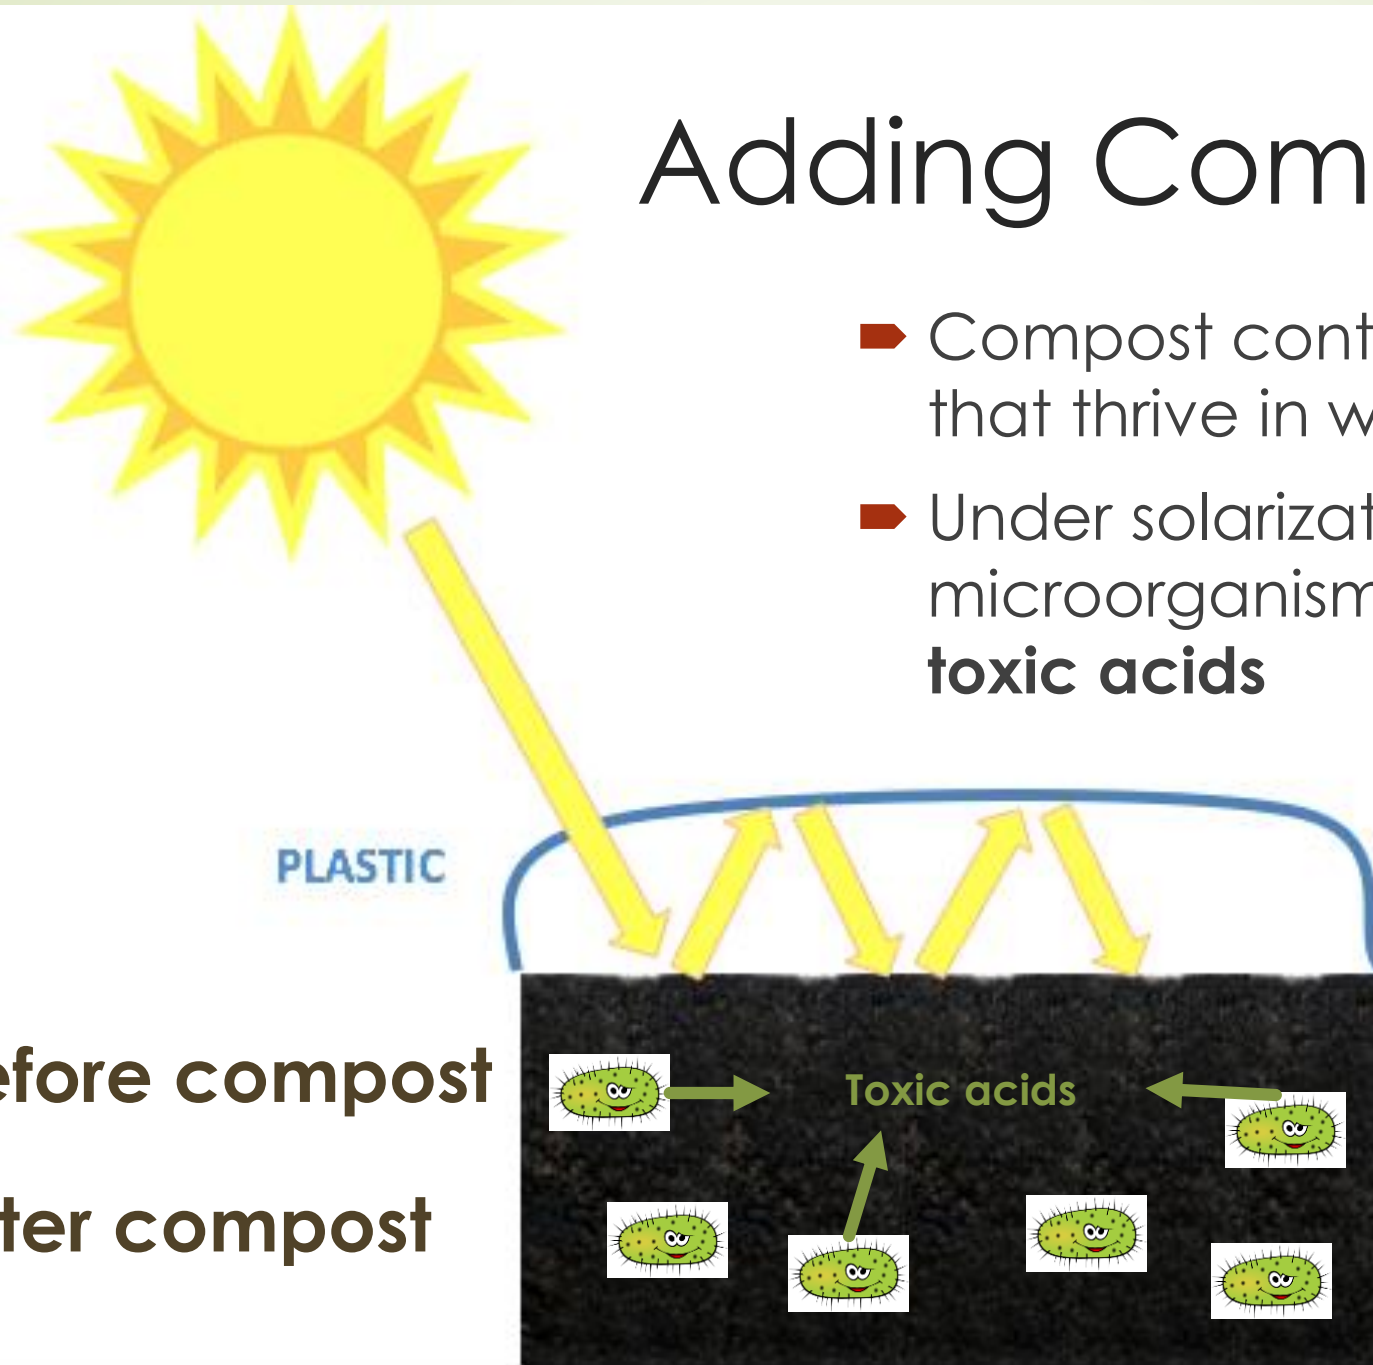 Adding Com
Compost cont
that thrive in w
Under solarizat
microorganism
toxic acids
PLASTIC
efore compost
Toxic acids
ter compost